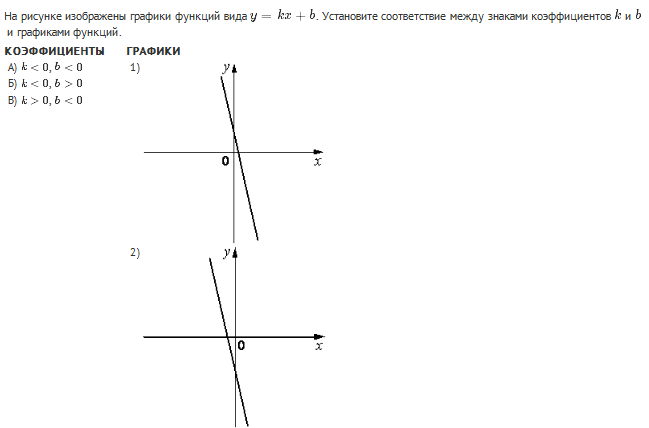 На рисунке изображены графики функций вида y = kx + b. Установите соответствие между знаками коэффициентов k и b
и графиками функций.
КОЭФФИЦИЕНТЫ ГРАФИКИ
А) k < 0, b < 0 1)
Б) k < 0, b > 0
В) k > 0, b < 0
y
0 x
2)
y
0 x